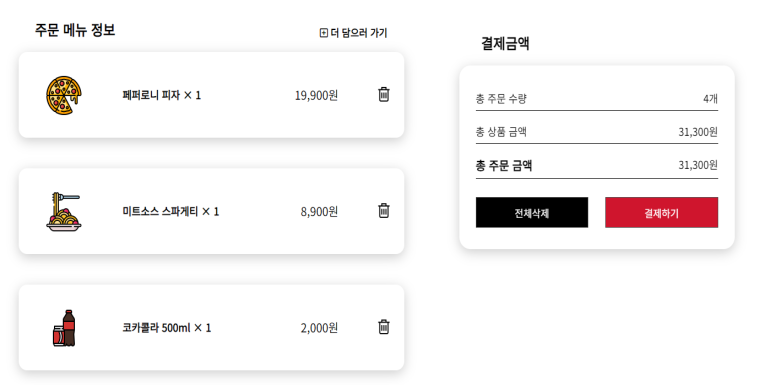 주문 메뉴 정보
더 담으러 가기
페퍼로니 피자 × 1
19,900원
미트소스 스파게티 × 1
8,900원
코카콜라 500ml × 1
2,000원
결제금액
총 주문 수량 4개
총 상품 금액 31,300원
총 주문 금액 31,300원
전체삭제
결제하기